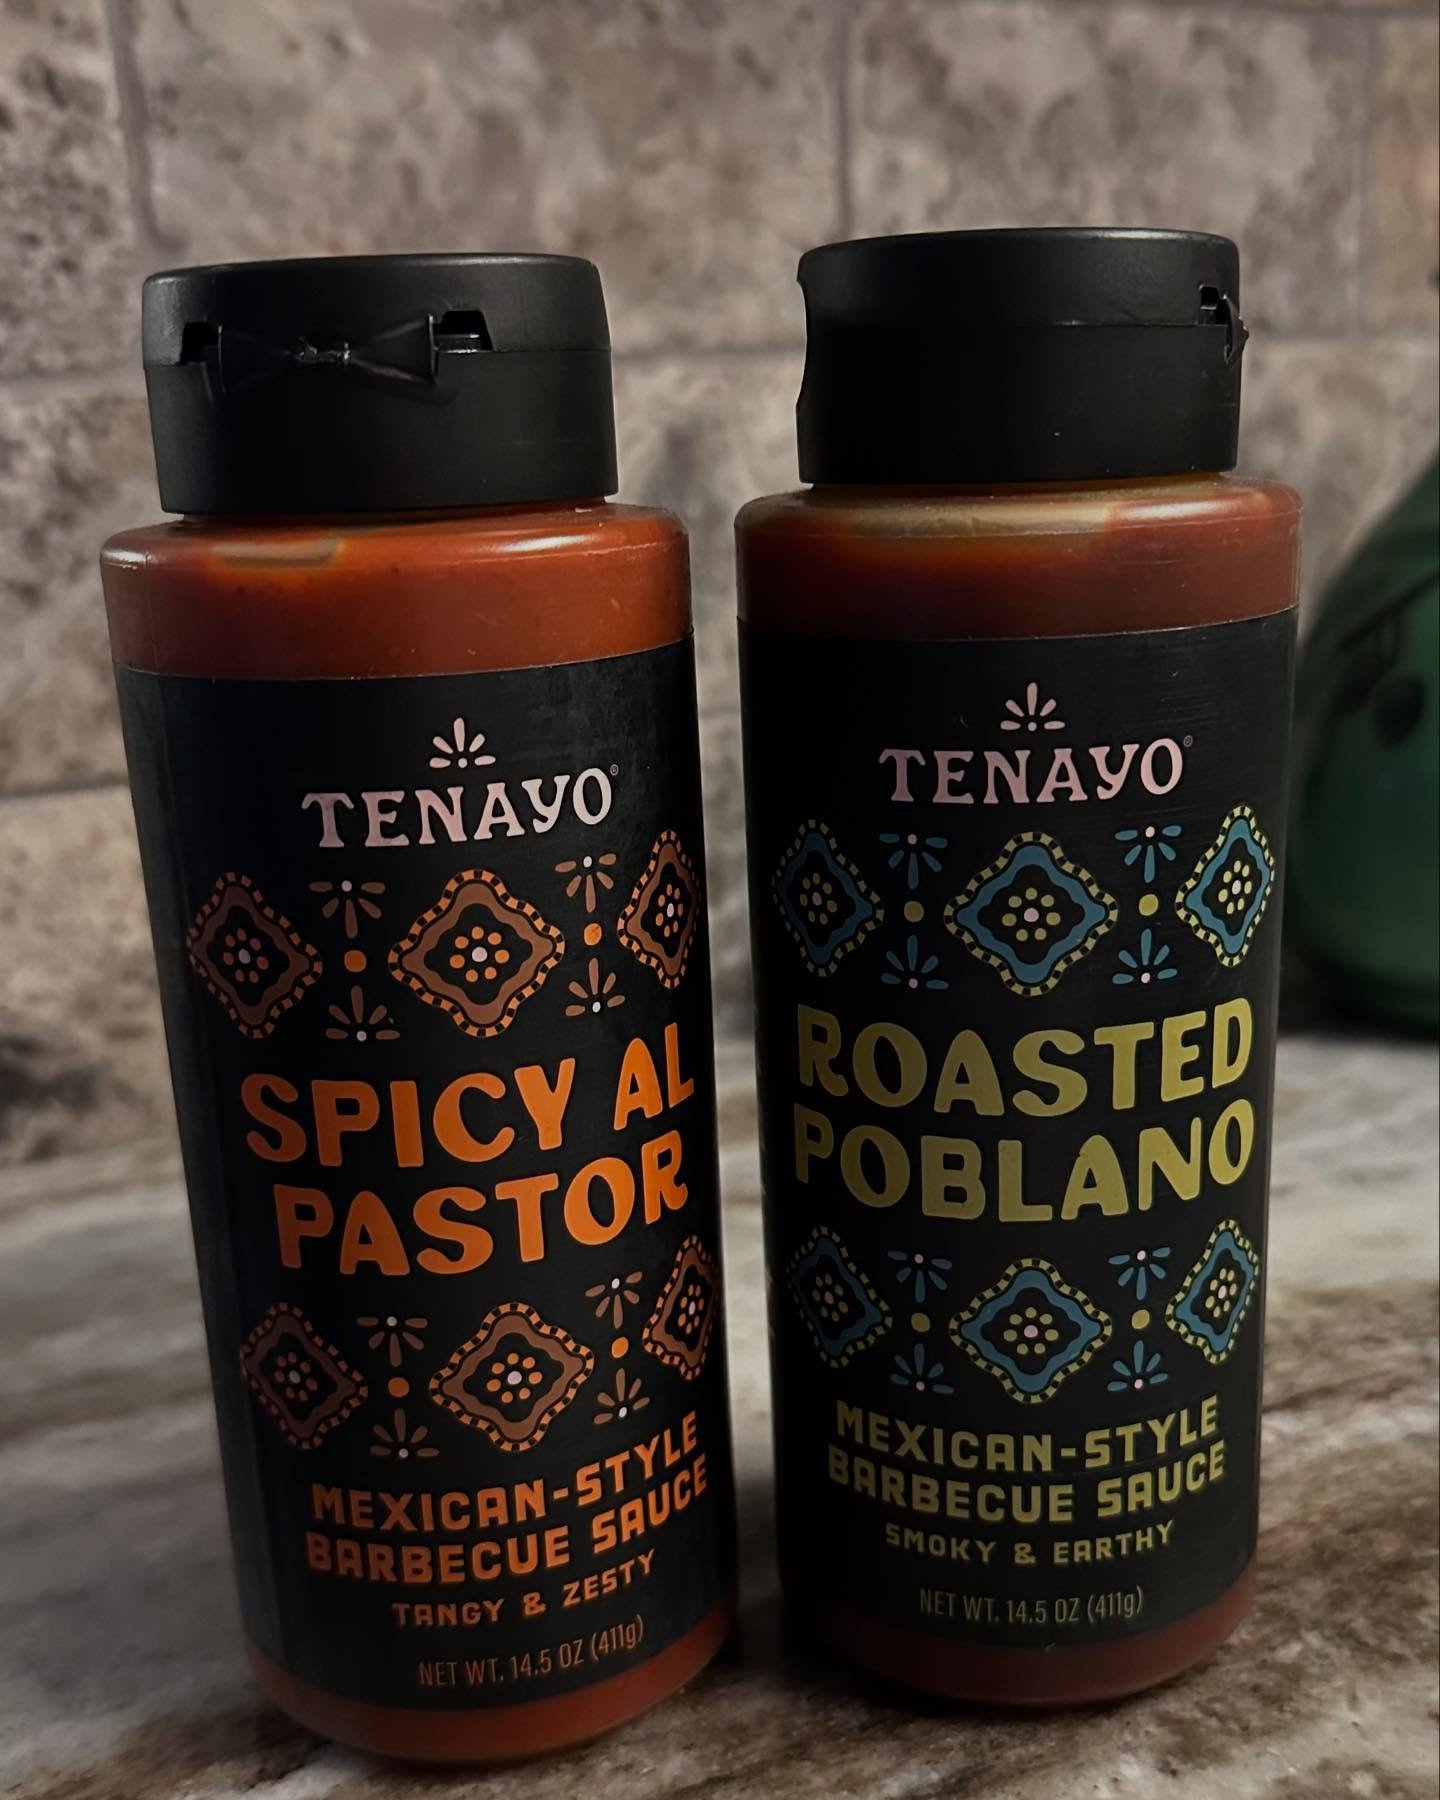 TENAYO®
SPICY AL
PASTOR
MEXICAN-STYLE
BARBECUE SAUCE
TANGY & ZESTY
NET WT. 14.5 OZ (411g)
TENAYO®
ROASTED
POBLANO
MEXICAN-STYLE
BARBECUE SAUCE
SMOKY & EARTHY
NET WT. 14.5 OZ (411g)